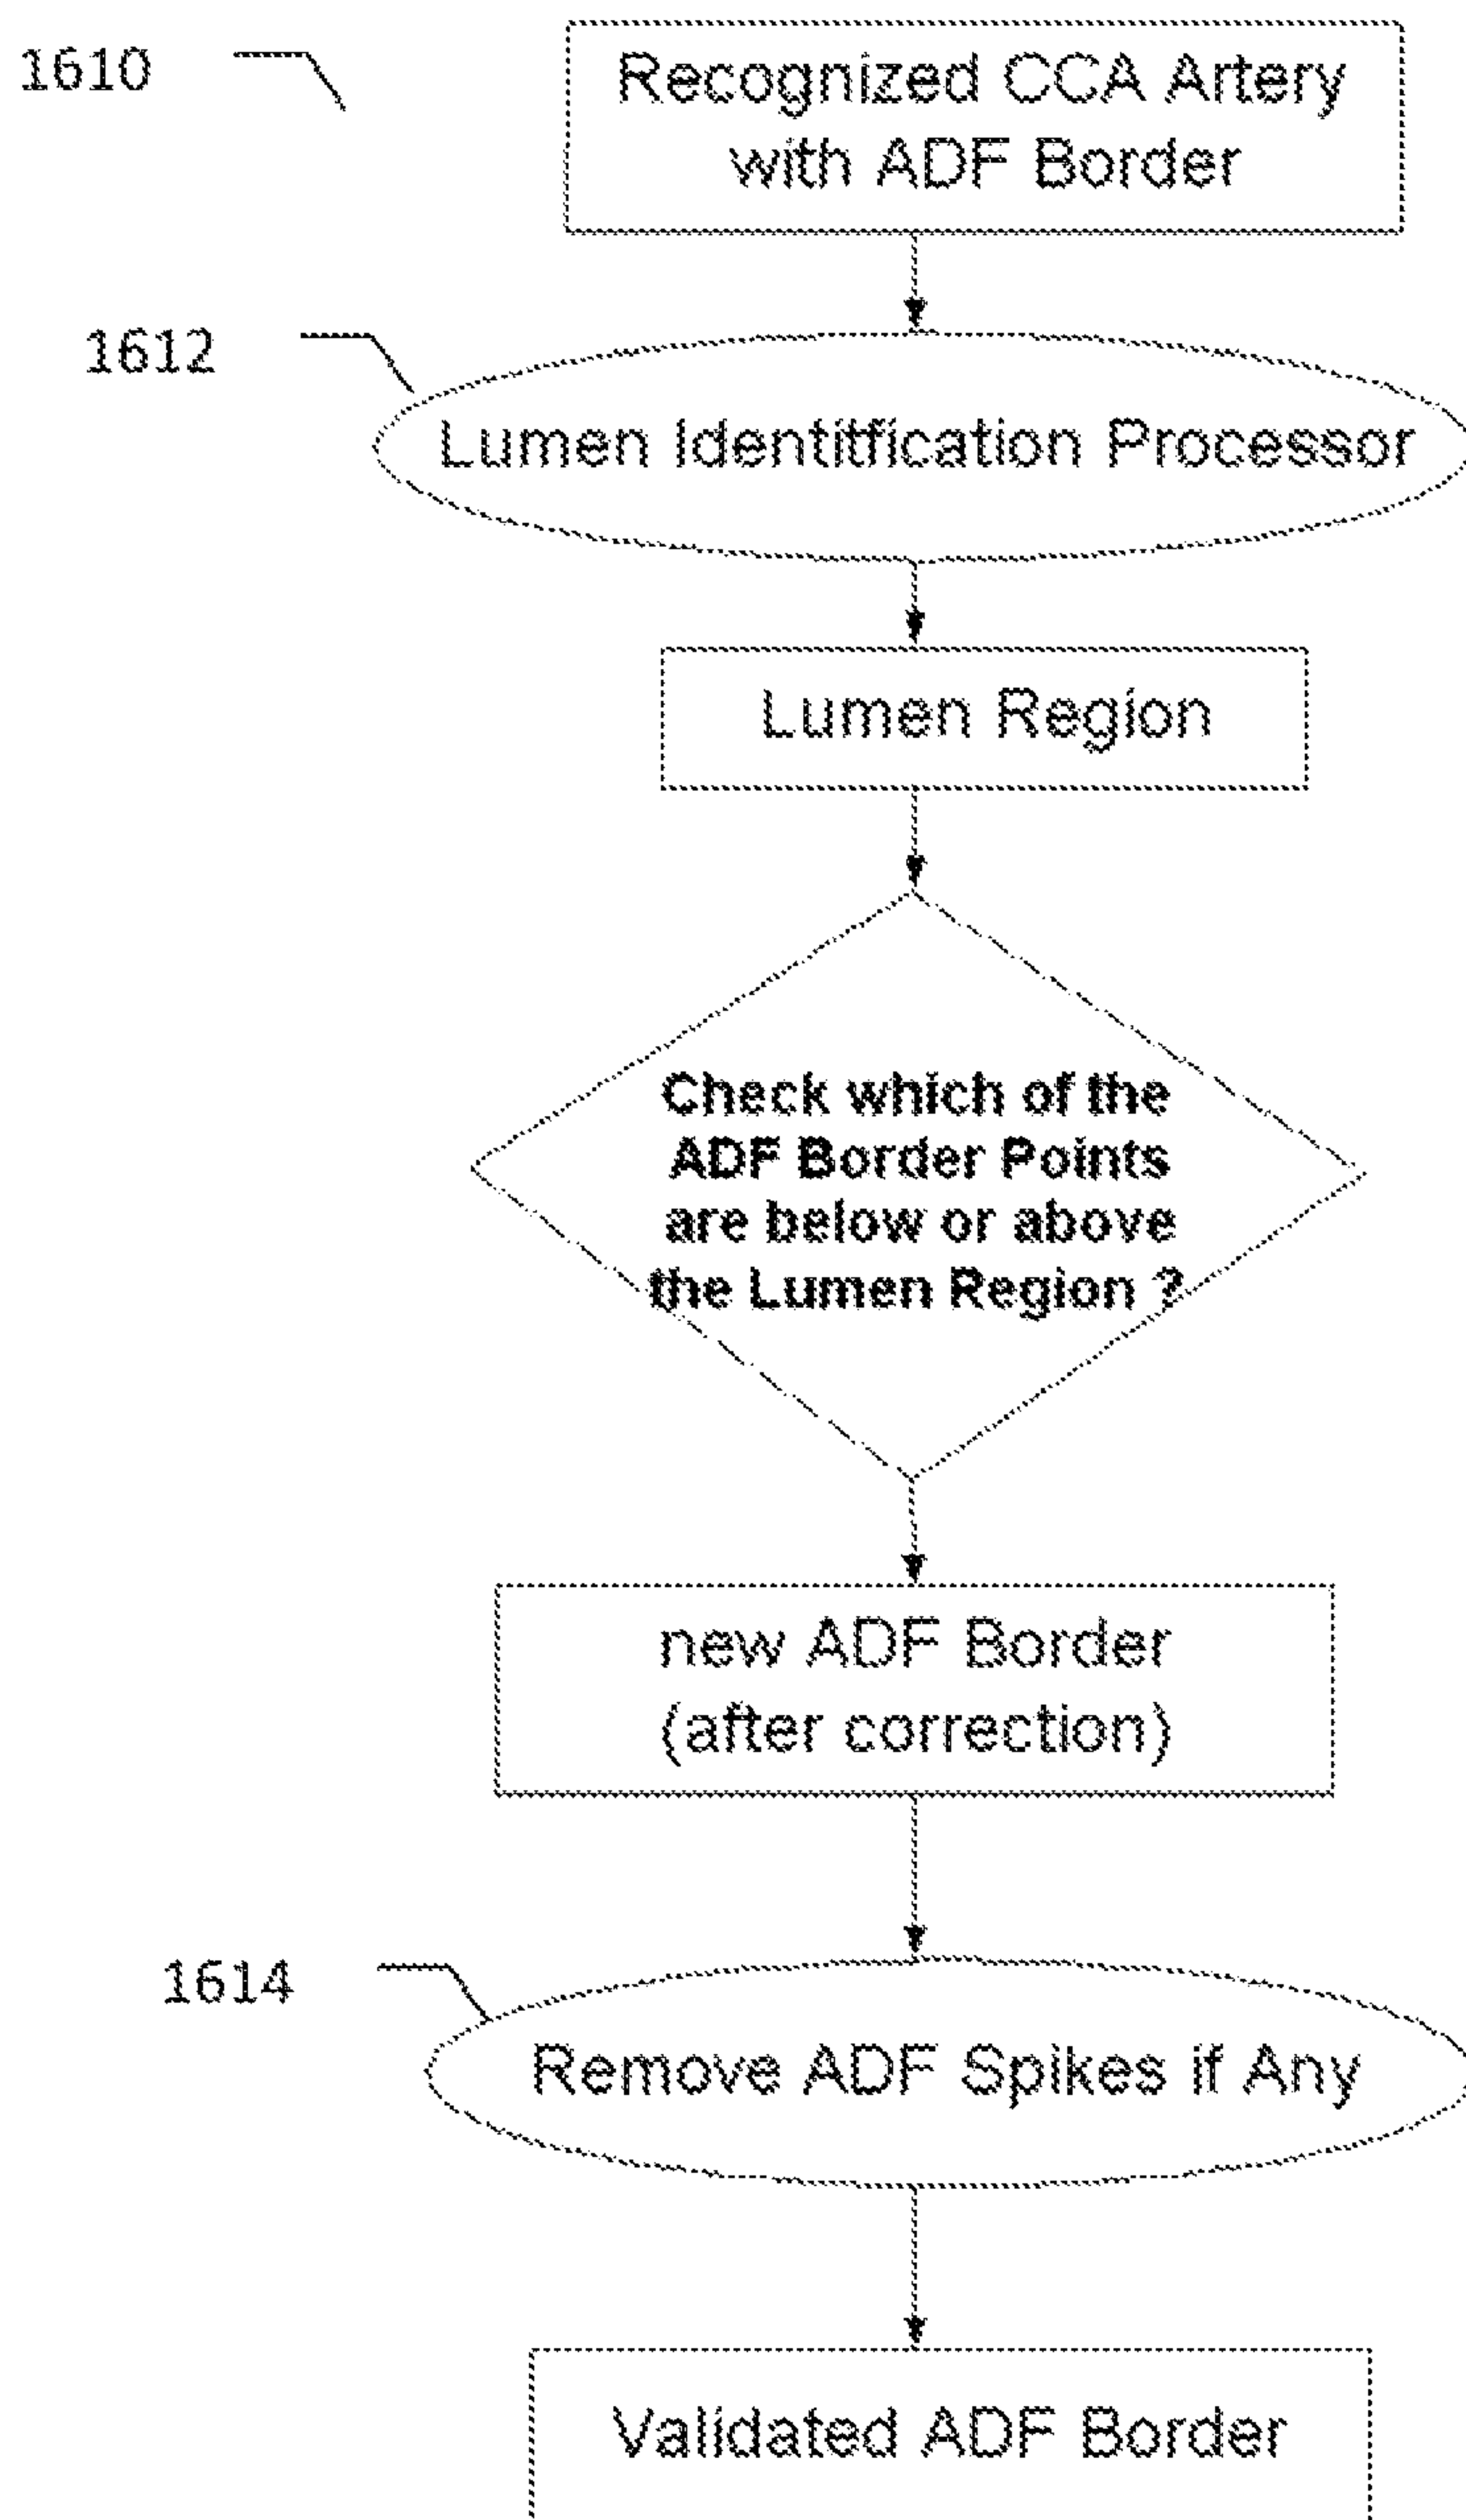 1610
Recognized CCA Artery
with ADF Border
1612
Lumen Identitfication Processor
Lumen Region
Check which of the
ADF Border Points
are below or above
the Lumen Region ?
new ADF Border
(after correction)
1614
Remove ADF Spikes if Any
Validated ADF Border